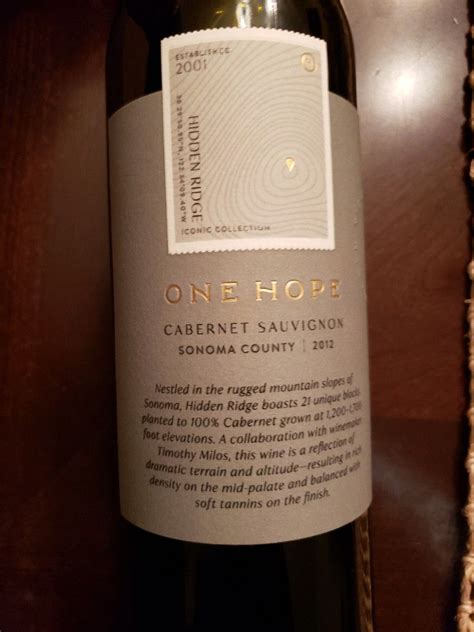 ESTABLISHED
2001
HIDDEN RIDGE
ICONIC COLLECTION
ONE HOPE
CABERNET SAUVIGNON
SONOMA COUNTY | 2012
Nestled in the rugged mountain slopes of
Sonoma, Hidden Ridge boasts 21 unique blocks,
planted to 100% Cabernet grown at 1,200-1,700
foot elevations. A collaboration with winemaker
Timothy Milos, this wine is a reflection of
dramatic terrain and altitude—resulting in rich
density on the mid-palate and balanced with
soft tannins on the finish.